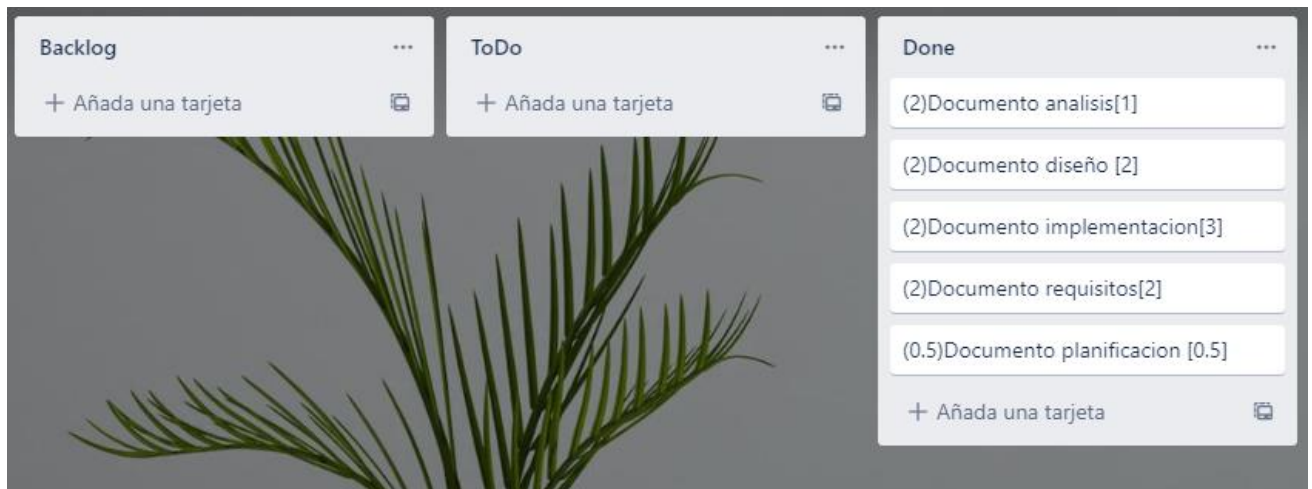 Backlog
+ Añada una tarjeta
ToDo
+ Añada una tarjeta
Done
(2)Documento analisis[1]
(2)Documento diseño [2]
(2)Documento implementacion[3]
(2)Documento requisitos[2]
(0.5)Documento planificacion [0.5]
+ Añada una tarjeta